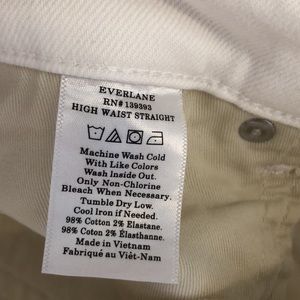 EVERLANE
RN# 139393
HIGH WAIST STRAIGHT
Machine Wash Cold
With Like Colors
Wash Inside Out.
Only Non-Chlorine
Bleach When Necessary.
Tumble Dry Low.
Cool Iron if Needed.
98% Cotton 2% Elastane.
98% Cotton 2% Élasthanne.
Made in Vietnam
Fabriqué au Viêt-Nam